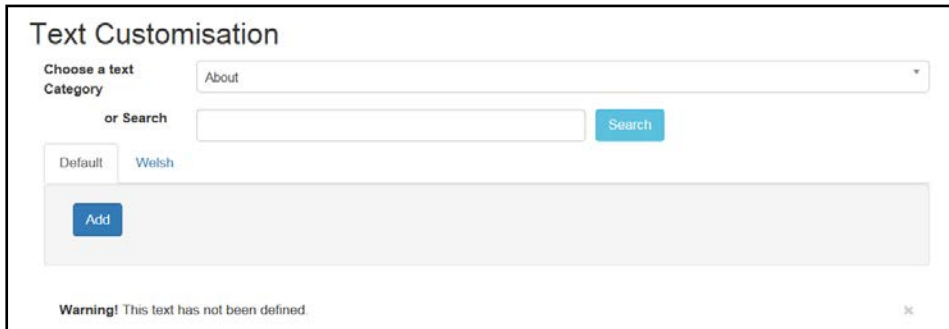 Text Customisation
Choose a text
Category
About
or Search
Search
Default Welsh
Add
Warning! This text has not been defined.
×